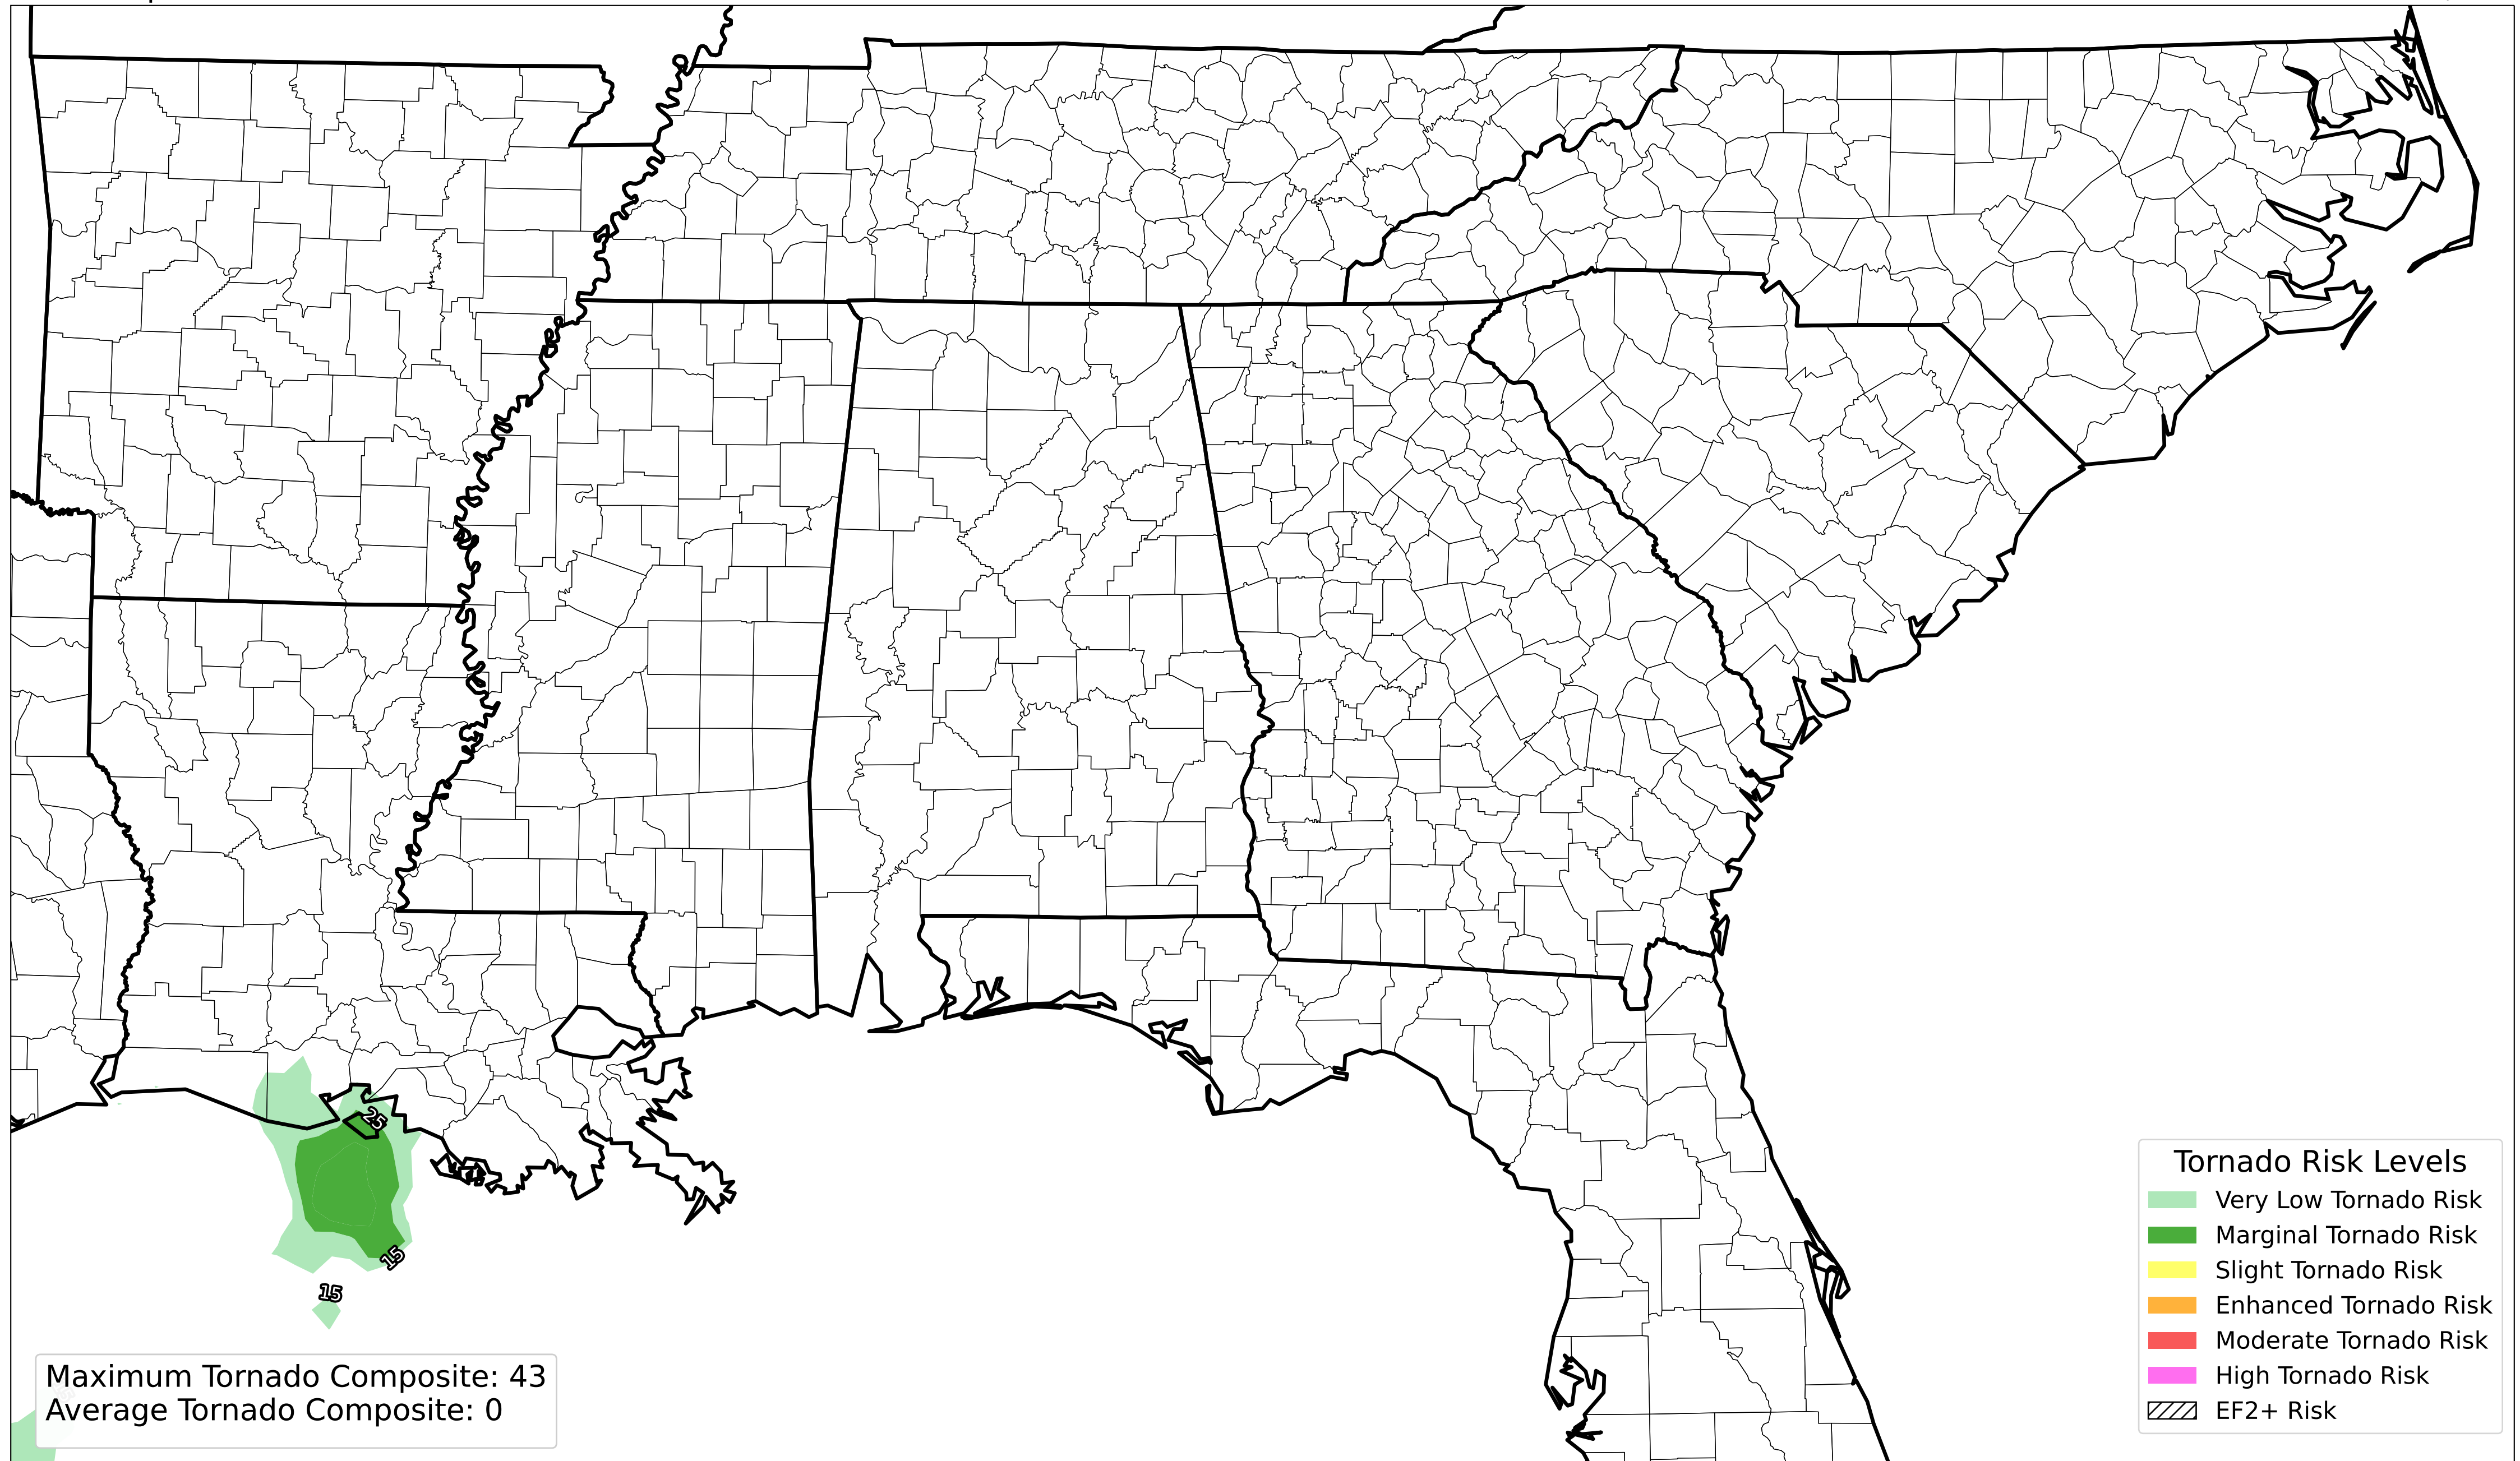 25
15
15
Maximum Tornado Composite: 43
Average Tornado Composite: 0
Tornado Risk Levels
Very Low Tornado Risk
Marginal Tornado Risk
Slight Tornado Risk
Enhanced Tornado Risk
Moderate Tornado Risk
High Tornado Risk
EF2+ Risk